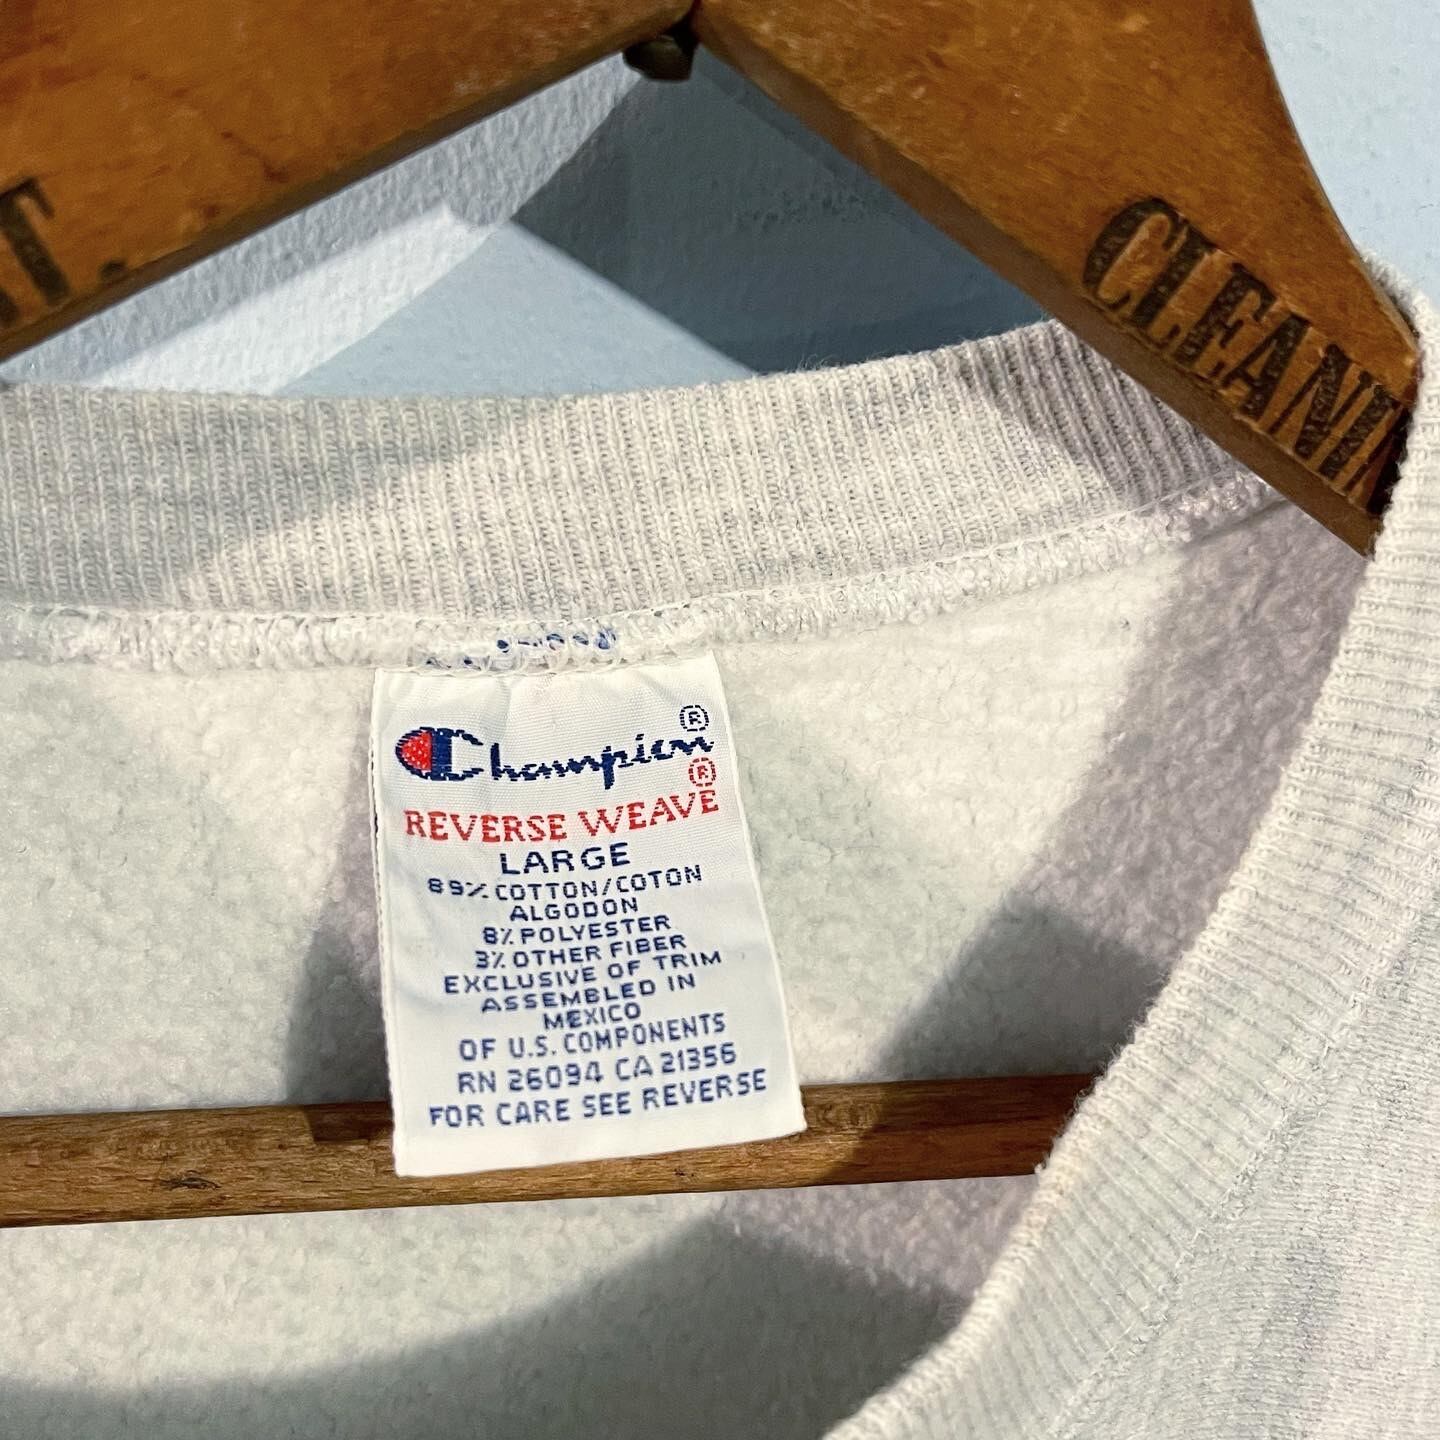 T.
CLEANI
Champion®
REVERSE WEAVE®
LARGE
89% COTTON/COTON
ALGODON
8% POLYESTER
3% OTHER FIBER
EXCLUSIVE OF TRIM
ASSEMBLED IN
MEXICO
OF U.S. COMPONENTS
RN 26094 CA 21356
FOR CARE SEE REVERSE